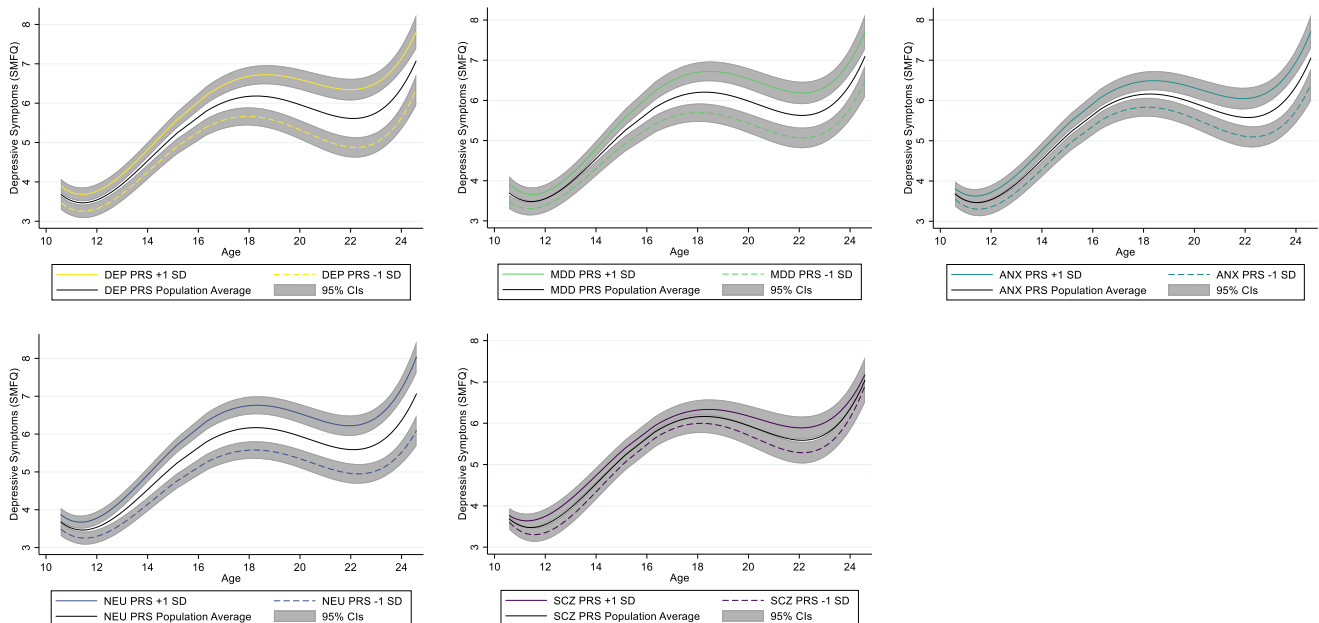 Depressive Symptoms (SMFQ)
8
7
6
5
4
3
10 12 14 16 18 20 22 24
Age
DEP PRS +1 SD DEP PRS -1 SD
DEP PRS Population Average 95% CIs
Depressive Symptoms (SMFQ)
8
7
6
5
4
3
10 12 14 16 18 20 22 24
Age
MDD PRS +1 SD MDD PRS -1 SD
MDD PRS Population Average 95% CIs
Depressive Symptoms (SMFQ)
8
7
6
5
4
3
10 12 14 16 18 20 22 24
Age
ANX PRS +1 SD ANX PRS -1 SD
ANX PRS Population Average 95% CIs
Depressive Symptoms (SMFQ)
8
7
6
5
4
3
10 12 14 16 18 20 22 24
Age
NEU PRS +1 SD NEU PRS -1 SD
NEU PRS Population Average 95% CIs
Depressive Symptoms (SMFQ)
8
7
6
5
4
3
10 12 14 16 18 20 22 24
Age
SCZ PRS +1 SD SCZ PRS -1 SD
SCZ PRS Population Average 95% CIs